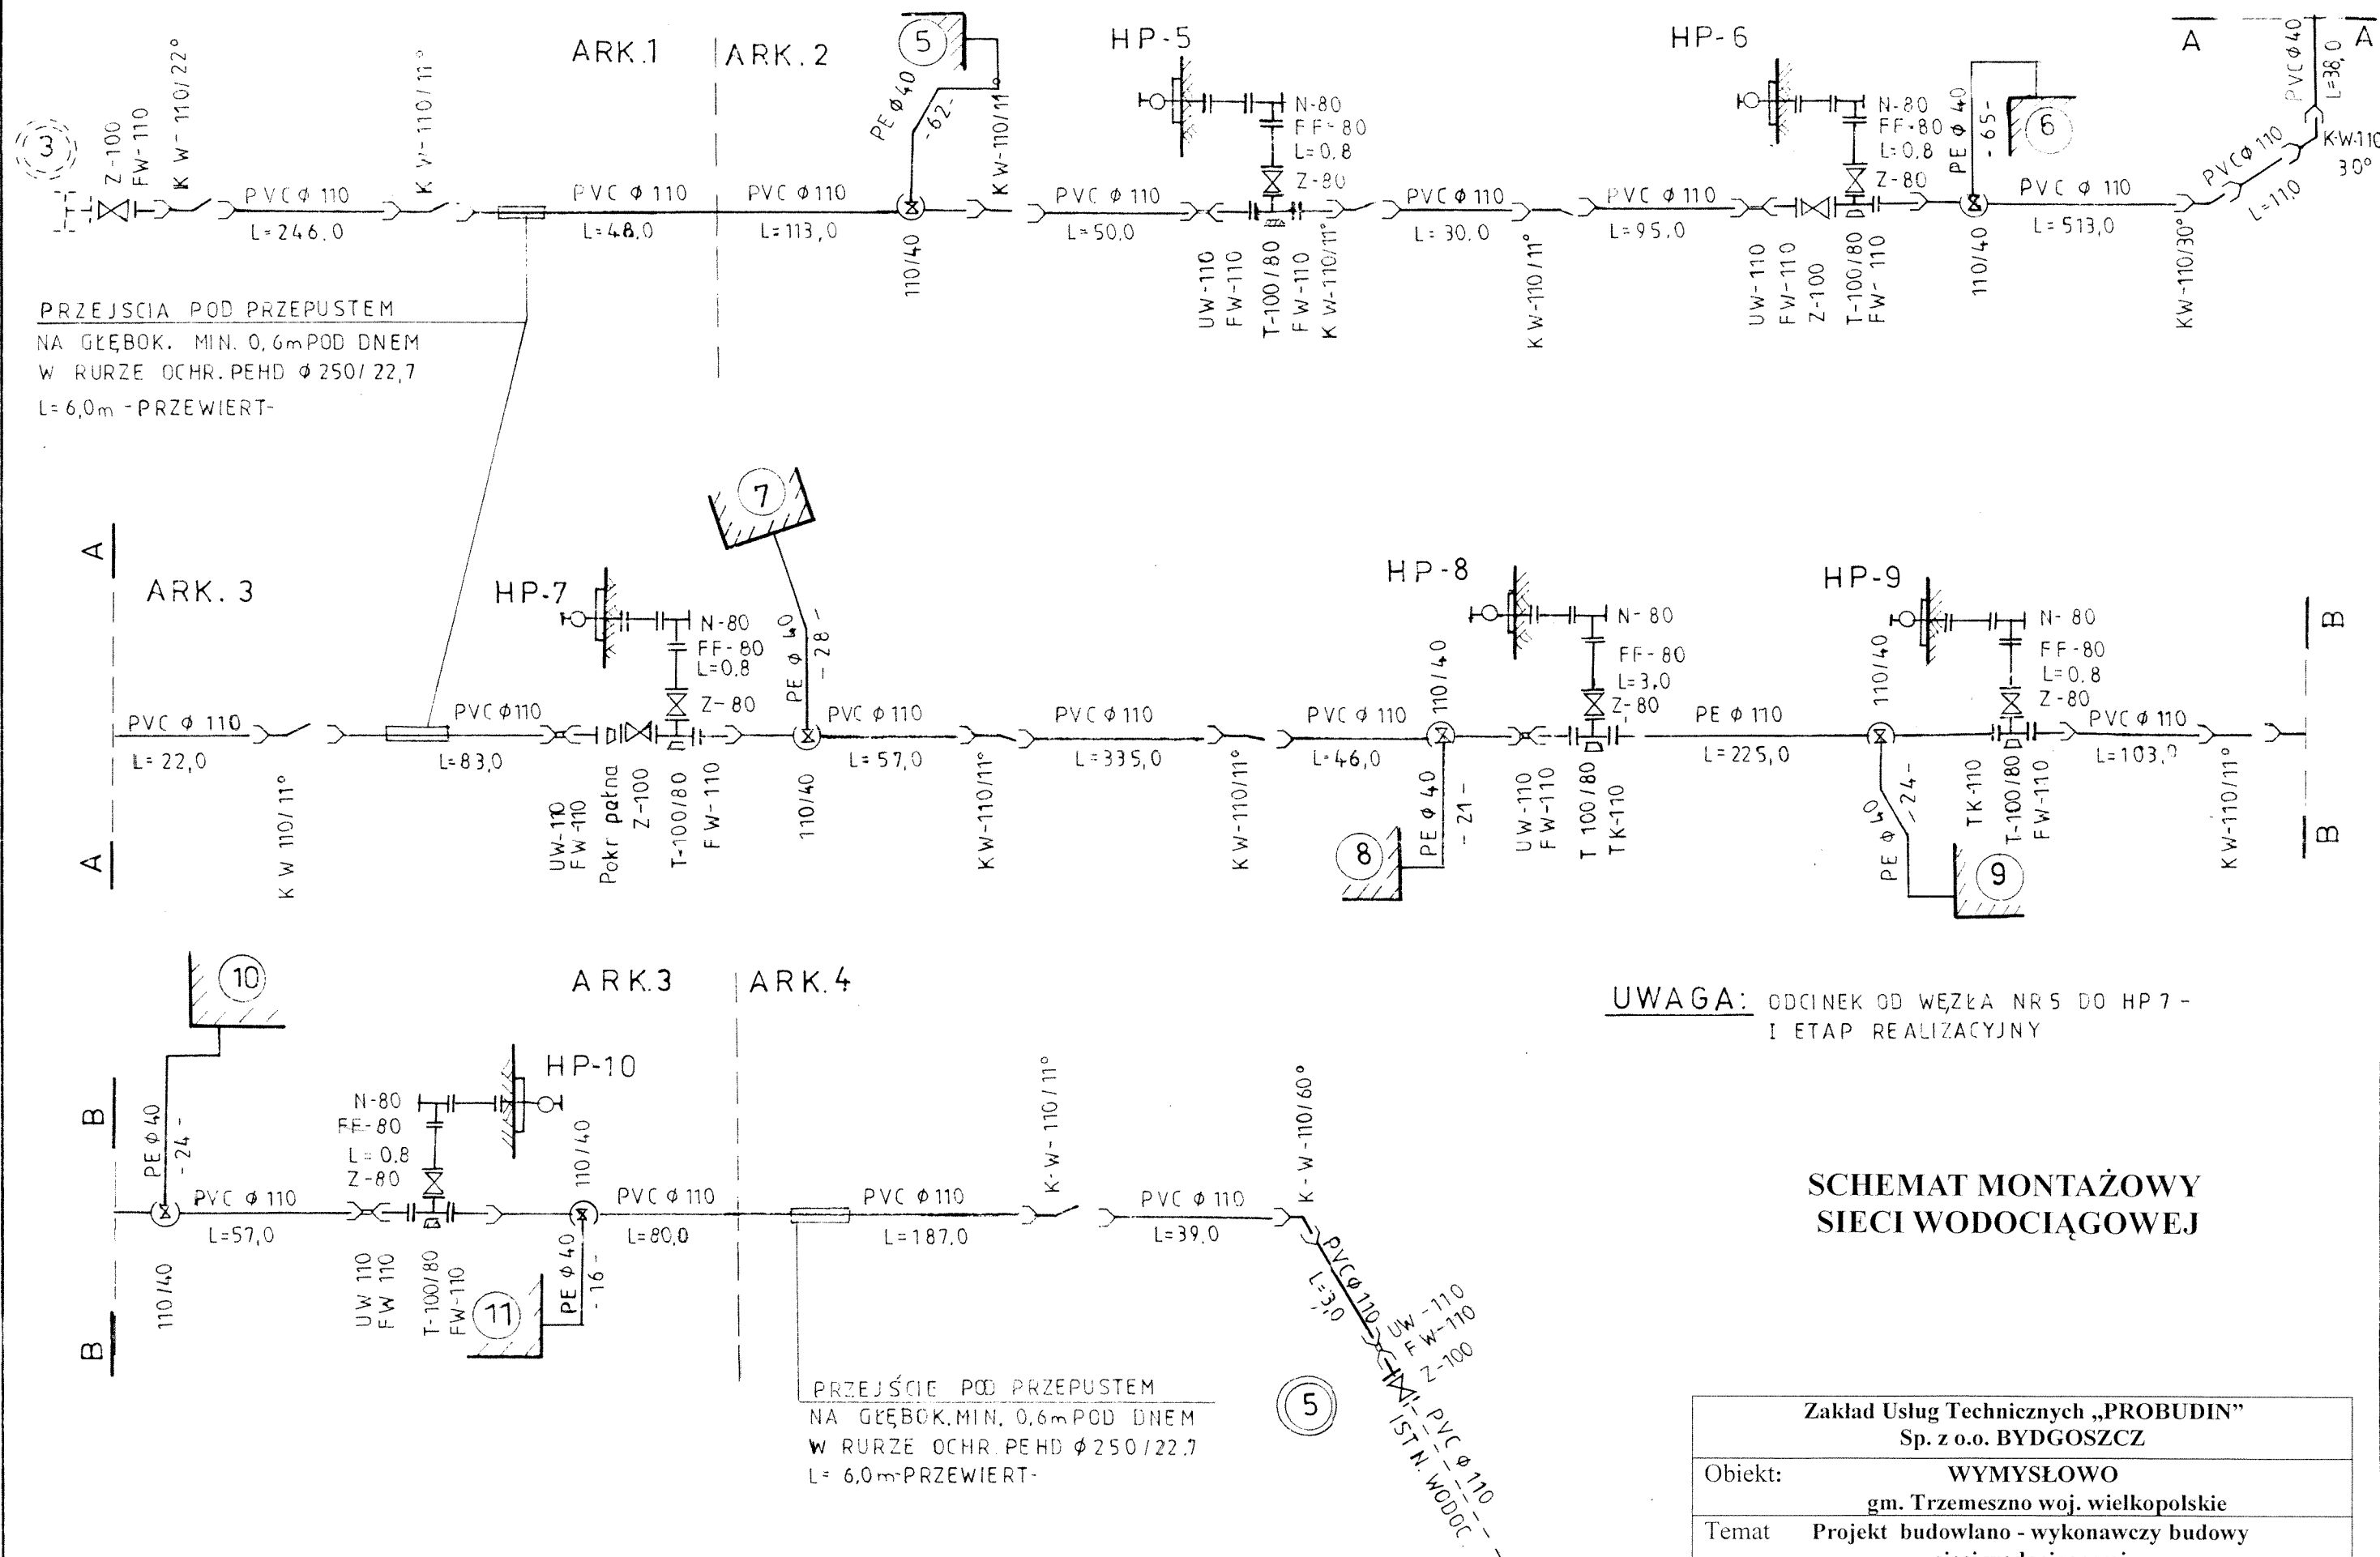 ARK.1
ARK.2
5
HP-5
HP-6
A
A
3
Z-100
FW-110
KW-110/22°
KW-110/11°
PVC φ 110
L=246,0
PVC φ 110
L=48,0
PVC φ110
L=113,0
PE φ 40
-62-
110/40
KW-110/11°
PVC φ 110
L=50,0
N-80
FF-80
L=0,8
Z-80
UW-110
FW-110
T-100/80
FW-110
KW-110/11°
PVC φ110
L=30,0
KW-110/11°
PVC φ 110
L=95,0
N-80
FF-80
L=0,8
Z-80
UW-110
FW-110
Z-100
T-100/80
FW-110
PE φ 40
-65-
6
110/40
PVC φ 110
L=513,0
KW-110/30°
PVC φ 110
L=11,0
K-W-110
30°
PVC φ 40
L=38,0
PRZEJSCIA POD PRZEPUSTEM
NA GŁĘBOK. MIN. 0,6m POD DNEM
W RURZE OCHR. PEHD φ 250/22,7
L=6,0m -PRZEWIERT-
A
A
ARK. 3
PVC φ 110
L=22,0
KW 110/11°
PVC φ110
L=83,0
HP-7
N-80
FF-80
L=0.8
Z-80
UW-110
FW-110
Pokr pełna
Z-100
T-100/80
FW-110
7
PE φ 40
-28-
110/40
PVC φ 110
L=57,0
KW-110/11°
PVC φ110
L=335,0
KW-110/11°
PVC φ 110
L=46,0
110/40
PE φ 40
-21-
8
HP-8
N-80
FF-80
L=3,0
Z-80
UW-110
FW-110
T 100/80
TK-110
PE φ 110
L=225,0
110/40
PE φ 40
-24-
9
HP-9
N-80
FF-80
L=0.8
Z-80
TK-110
T-100/80
FW-110
PVC φ 110
L=103,0
KW-110/11°
B
B
B
B
10
PE φ 40
-24-
110/40
PVC φ 110
L=57,0
ARK.3
ARK.4
HP-10
N-80
FF-80
L=0.8
Z-80
UW 110
FW 110
T-100/80
FW-110
11
110/40
PE φ 40
-16-
PVC φ 110
L=80,0
PVC φ 110
L=187,0
K-W-110/11°
PVC φ 110
L=39,0
K-W-110/60°
PVC φ 110
L=3,0
UW-110
FW-110
Z-100
PVC φ 110
ISTN. WODOC.
5
PRZEJŚCIE POD PRZEPUSTEM
NA GŁĘBOK. MIN. 0,6m POD DNEM
W RURZE OCHR. PEHD φ 250/22.7
L= 6,0m-PRZEWIERT-
UWAGA: ODCINEK OD WĘZŁA NR 5 DO HP 7 -
I ETAP REALIZACYJNY
SCHEMAT MONTAŻOWY
SIECI WODOCIĄGOWEJ
Zakład Usług Technicznych „PROBUDIN”
Sp. z o.o. BYDGOSZCZ
Obiekt: WYMYSŁOWO
gm. Trzemeszno woj. wielkopolskie
Temat Projekt budowlano - wykonawczy budowy